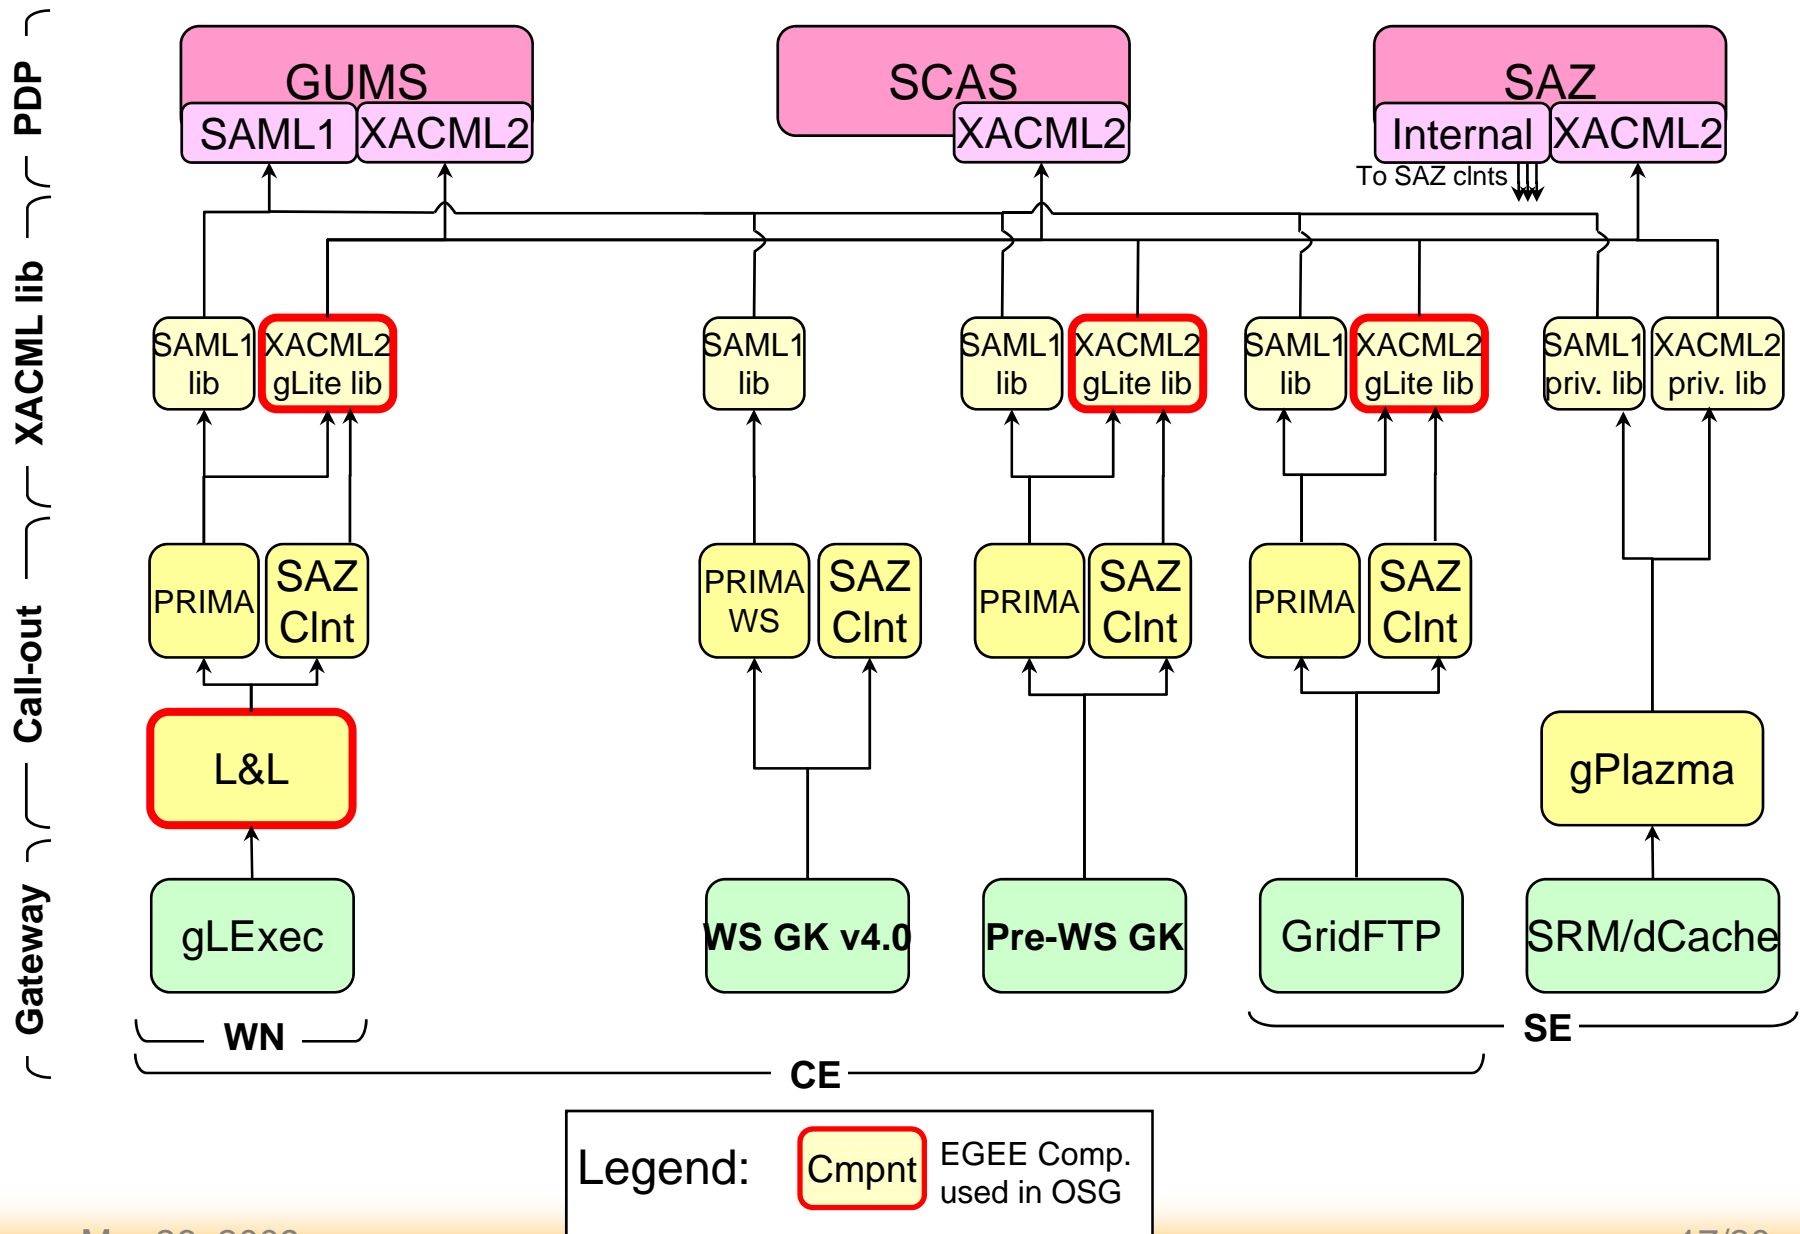 PDP
GUMS
SCAS
SAZ
SAML1
XACML2
XACML2
Internal
XACML2
To SAZ clnts
XACML lib
SAML1
lib
XACML2
gLite lib
SAML1
lib
SAML1
lib
XACML2
gLite lib
SAML1
lib
XACML2
gLite lib
SAML1
priv. lib
XACML2
priv. lib
Call-out
PRIMA
SAZ
Clnt
PRIMA
WS
SAZ
Clnt
PRIMA
SAZ
Clnt
PRIMA
SAZ
Clnt
L&L
gPlazma
Gateway
gLExec
WS GK v4.0
Pre-WS GK
GridFTP
SRM/dCache
WN
SE
CE
Legend:
Cmpnt
EGEE Comp.
used in OSG